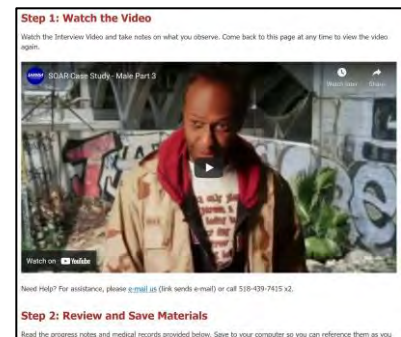 Step 1: Watch the Video
Watch the Interview Video and take notes on what you observe. Come back to this page at any time to view the video
again.
SOAR Case Study - Male Part 3
Watch later
Share
Watch on YouTube
Need Help? For assistance, please e-mail us (link sends e-mail) or call 518-439-7415 x2.
Step 2: Review and Save Materials
Read the progress notes and medical records provided below. Save to your computer so you can reference them as you